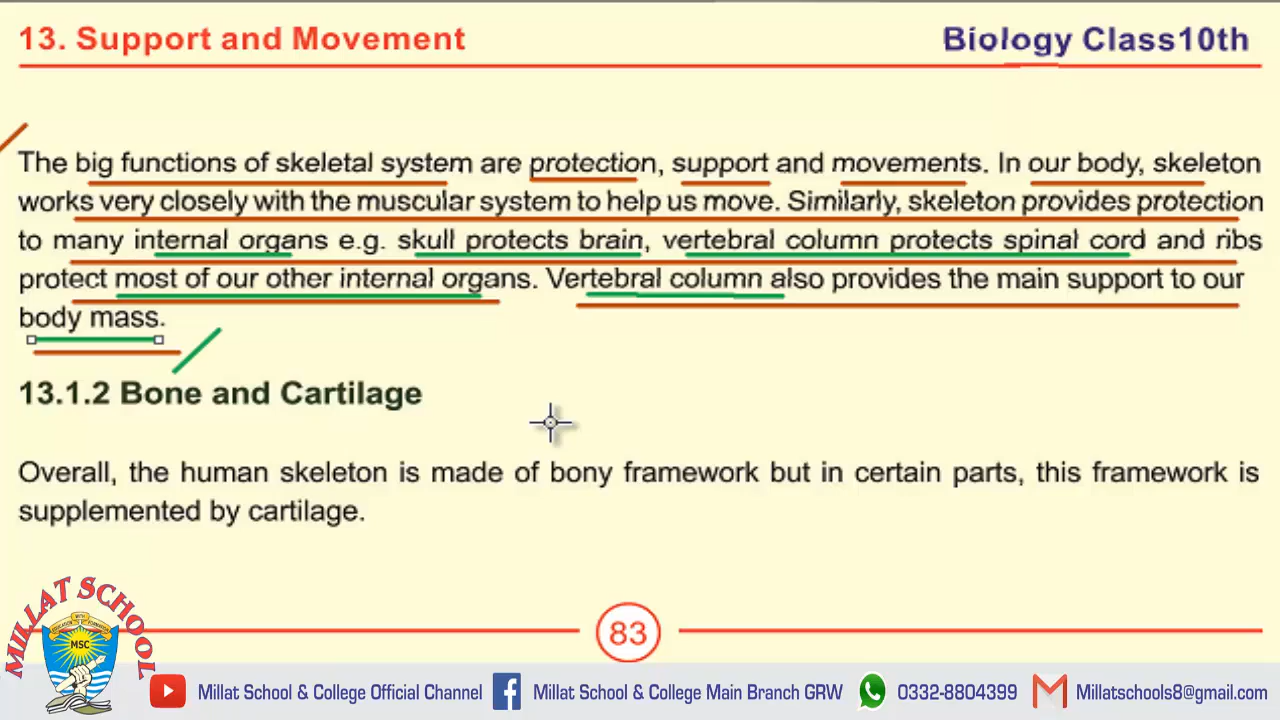 13. Support and Movement
Biology Class10th
The big functions of skeletal system are protection, support and movements. In our body, skeleton
works very closely with the muscular system to help us move. Similarly, skeleton provides protection
to many internal organs e.g. skull protects brain, vertebral column protects spinal cord and ribs
protect most of our other internal organs. Vertebral column also provides the main support to our
body mass.
13.1.2 Bone and Cartilage
Overall, the human skeleton is made of bony framework but in certain parts, this framework is
supplemented by cartilage.
83
MILLAT SCHOOL
MSC
Millat School & College Official Channel
Millat School & College Main Branch GRW
0332-8804399
Millatschools8@gmail.com